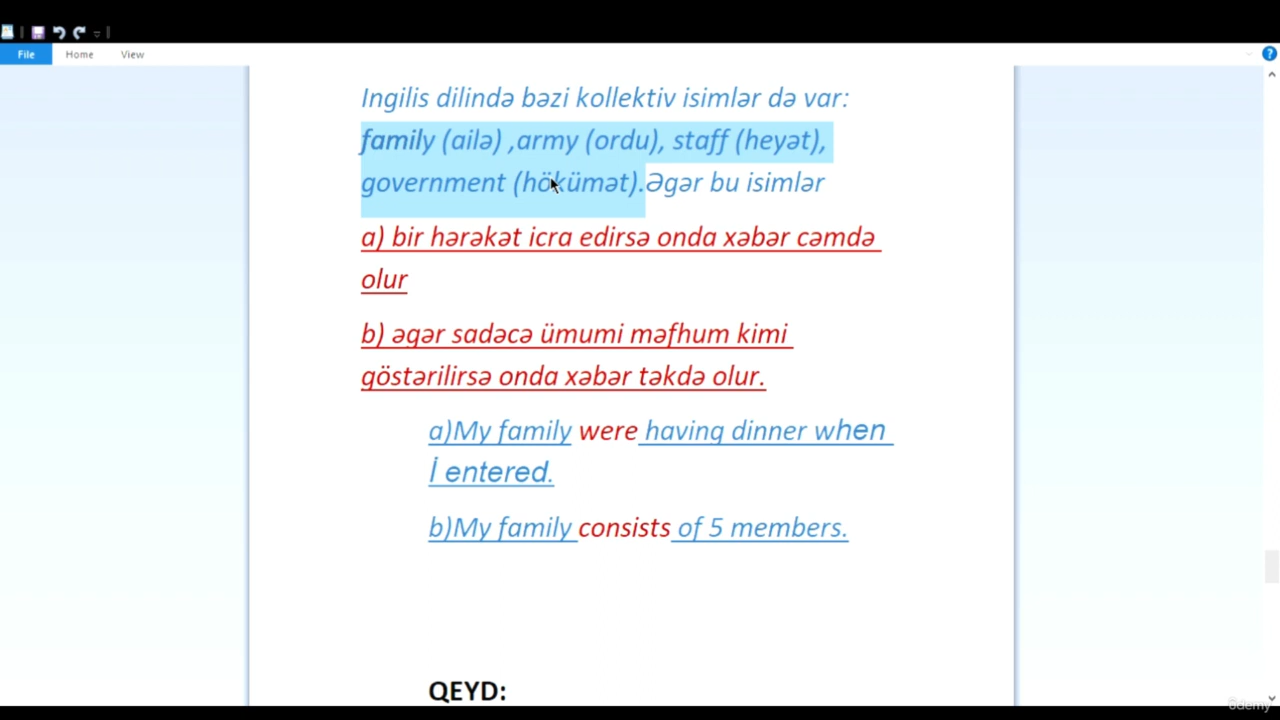 File Home View
Ingilis dilində bəzi kollektiv isimlər də var:
family (ailə) ,army (ordu), staff (heyət),
government (hökümət).Əgər bu isimlər
a) bir hərəkət icra edirsə onda xəbər cəmdə
olur
b) əgər sadəcə ümumi məfhum kimi
göstərilirsə onda xəbər təkdə olur.
a)My family were having dinner when
İ entered.
b)My family consists of 5 members.
QEYD:
ûdemy